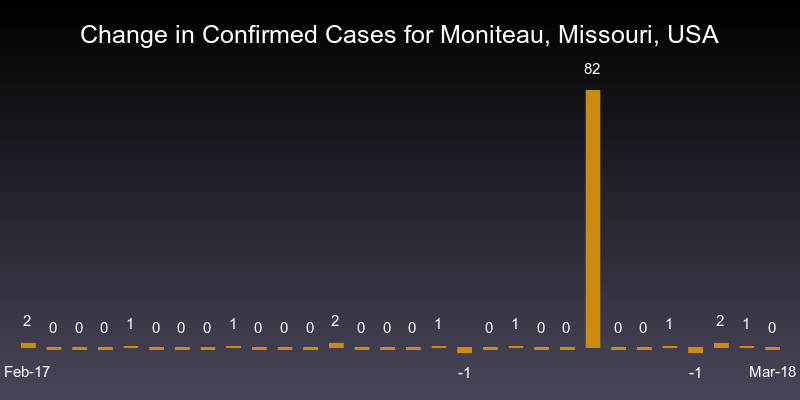 Change in Confirmed Cases for Moniteau, Missouri, USA
82
2 0 0 0 1 0 0 0 1 0 0 0 2 0 0 0 1 0 1 0 0 0 0 1 2 1 0
Feb-17 -1 -1 Mar-18